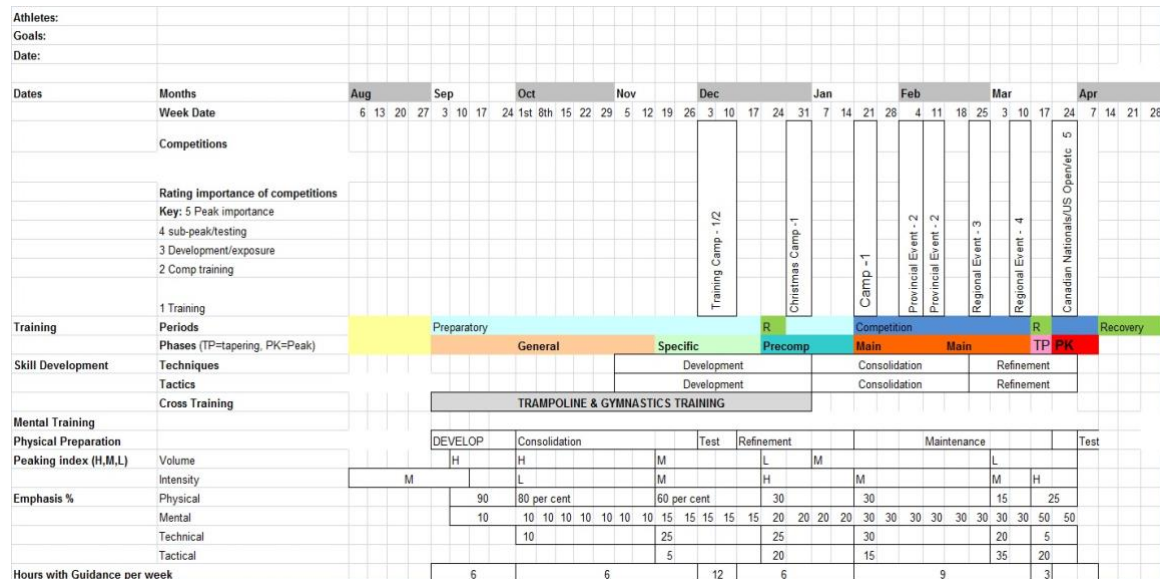 Athletes:
Goals:
Date:
Dates Months Aug Sep Oct Nov Dec Jan Feb Mar Apr
Week Date 6 13 20 27 3 10 17 24 1st 8th 15 22 29 5 12 19 26 3 10 17 24 31 7 14 21 28 4 11 18 25 3 10 17 24 7 14 21 28
Competitions
Rating importance of competitions
Key: 5 Peak importance
4 sub-peak/testing
3 Development/exposure
2 Comp training
1 Training
Training Camp - 1/2
Christmas Camp -1
Camp -1
Provincial Event - 2
Provincial Event - 2
Regional Event - 3
Regional Event - 4
Canadian Nationals/US Open/etc 5
Training Periods Preparatory R Competition R Recovery
Phases (TP=tapering, PK=Peak) General Specific Precomp Main Main TP PK
Skill Development Techniques Development Consolidation Refinement
Tactics Development Consolidation Refinement
Cross Training TRAMPOLINE & GYMNASTICS TRAINING
Mental Training
Physical Preparation DEVELOP Consolidation Test Refinement Maintenance Test
Peaking index (H,M,L) Volume H H M L M L
Intensity M L M H M M H
Emphasis % Physical 90 80 per cent 60 per cent 30 30 15 25
Mental 10 10 10 10 10 10 10 10 15 15 15 15 15 20 20 20 20 30 30 30 30 30 30 30 50 50
Technical 10 25 25 30 20 5
Tactical 5 20 15 35 20
Hours with Guidance per week 6 6 12 6 9 3